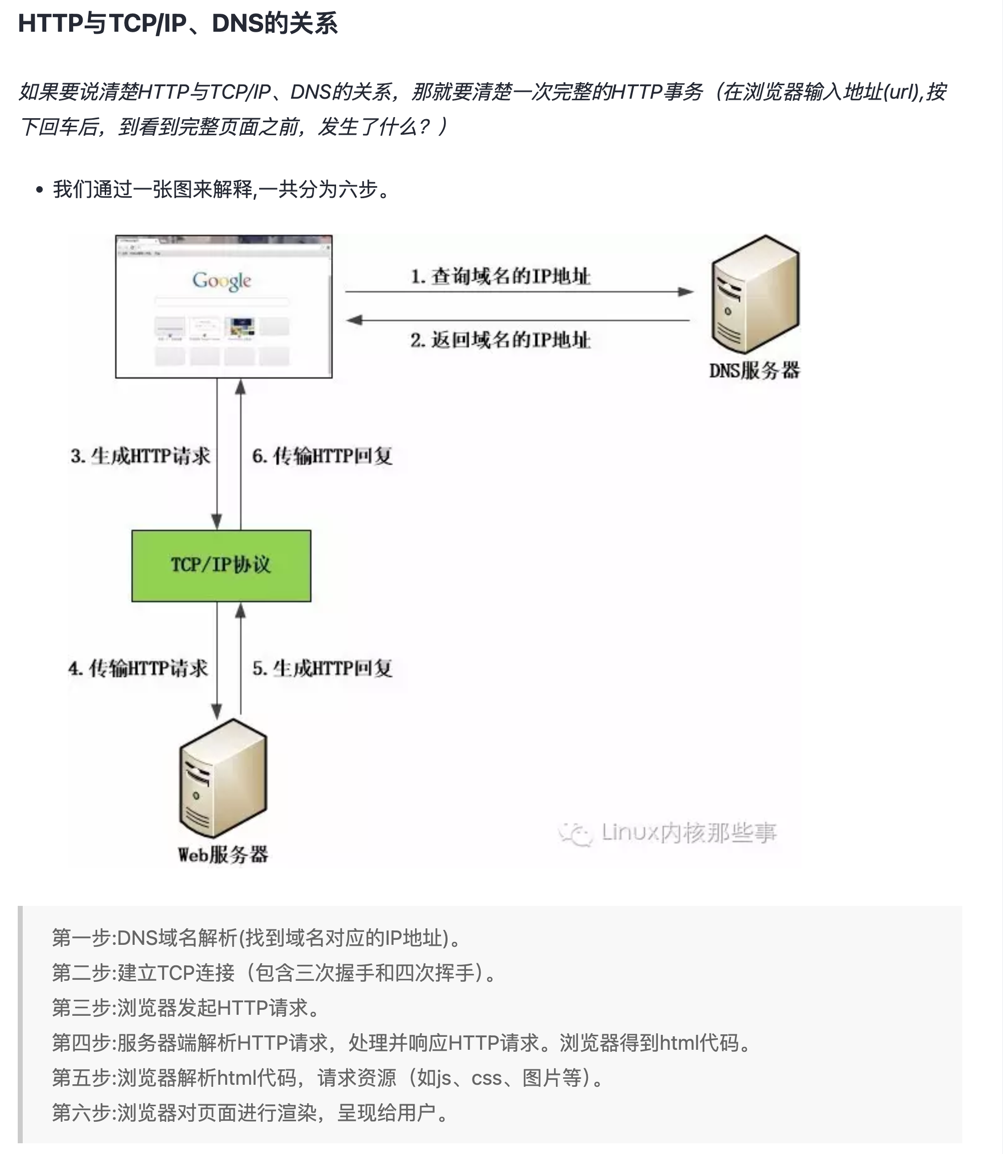 HTTP与TCP/IP、DNS的关系
如果要说清楚HTTP与TCP/IP、DNS的关系，那就要清楚一次完整的HTTP事务（在浏览器输入地址(url),按
下回车后，到看到完整页面之前，发生了什么？）
• 我们通过一张图来解释,一共分为六步。
Google
1. 查询域名的IP地址
2. 返回域名的IP地址
DNS服务器
3. 生成HTTP请求
6. 传输HTTP回复
TCP/IP协议
4. 传输HTTP请求
5. 生成HTTP回复
Web服务器
Linux内核那些事
第一步:DNS域名解析(找到域名对应的IP地址)。
第二步:建立TCP连接（包含三次握手和四次挥手）。
第三步:浏览器发起HTTP请求。
第四步:服务器端解析HTTP请求，处理并响应HTTP请求。浏览器得到html代码。
第五步:浏览器解析html代码，请求资源（如js、css、图片等）。
第六步:浏览器对页面进行渲染，呈现给用户。